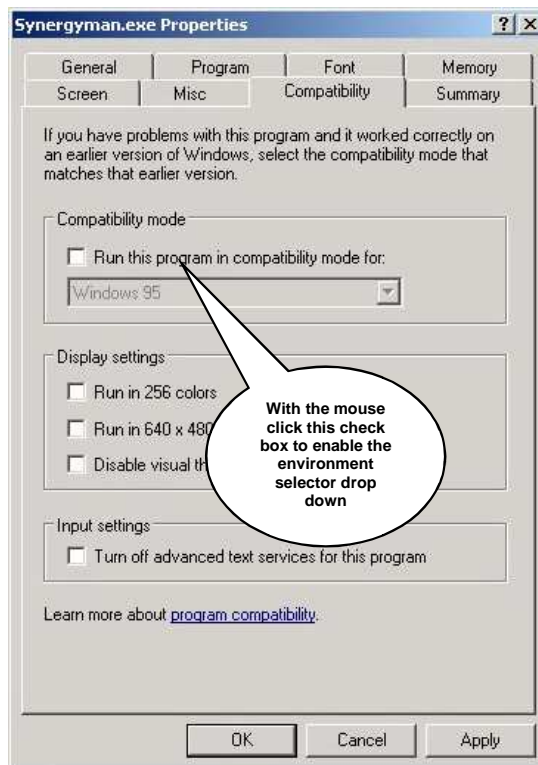 Synergyman.exe Properties
? X
General Program Font Memory
Screen Misc Compatibility Summary
If you have problems with this program and it worked correctly on
an earlier version of Windows, select the compatibility mode that
matches that earlier version.
Compatibility mode
Run this program in compatibility mode for:
Windows 95
Display settings
Run in 256 colors
Run in 640 x 480
Disable visual th
With the mouse
click this check
box to enable the
environment
selector drop
down
Input settings
Turn off advanced text services for this program
Learn more about program compatibility.
OK Cancel Apply